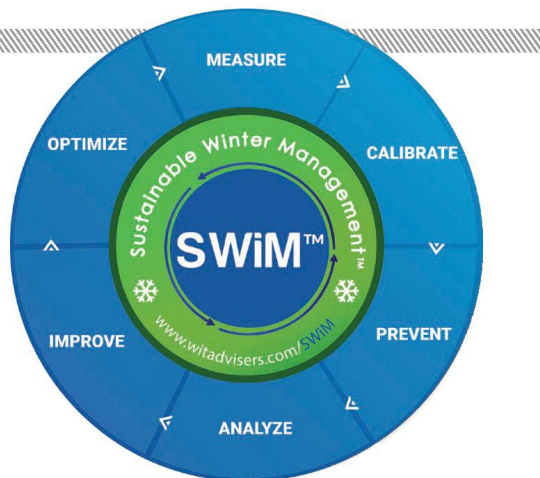 MEASURE
CALIBRATE
PREVENT
ANALYZE
IMPROVE
OPTIMIZE
Sustainable Winter Management™
SWiM™
www.witadvisers.com/SWiM